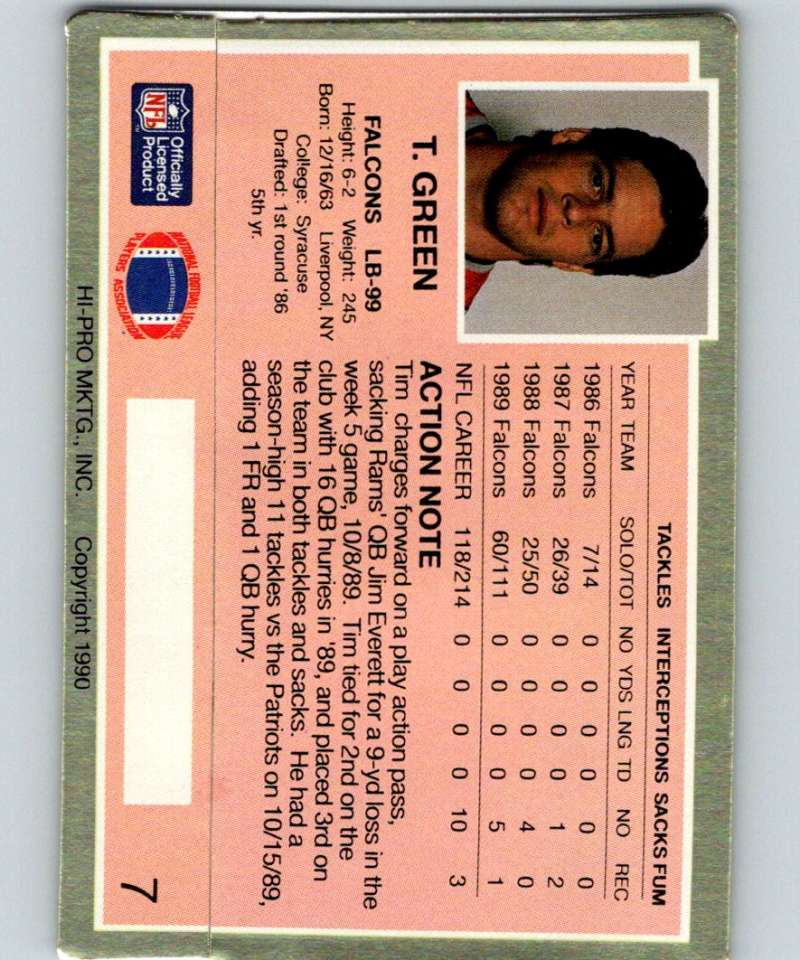 T. GREEN
FALCONS LB-99
Height: 6-2 Weight: 245
Born: 12/16/63 Liverpool, NY
College: Syracuse
Drafted: 1st round '86
5th yr.
TACKLES INTERCEPTIONS SACKS FUM
YEAR TEAM SOLO/TOT NO YDS LNG TD NO REC
1986 Falcons 7/14 0 0 0 0 0 0
1987 Falcons 26/39 0 0 0 0 1 2
1988 Falcons 25/50 0 0 0 0 4 0
1989 Falcons 60/111 0 0 0 0 5 1
NFL CAREER 118/214 0 0 0 0 10 3
ACTION NOTE
Tim charges forward on a play action pass,
sacking Rams' QB Jim Everett for a 9-yd loss in the
week 5 game, 10/8/89. Tim tied for 2nd on the
club with 16 QB hurries in '89, and placed 3rd on
the team in both tackles and sacks. He had a
season-high 11 tackles vs the Patriots on 10/15/89,
adding 1 FR and 1 QB hurry.
NFL
TM
Officially
Licensed
Product
NATIONAL FOOTBALL LEAGUE
PLAYERS ASSOCIATION
7
HI-PRO MKTG., INC. Copyright 1990